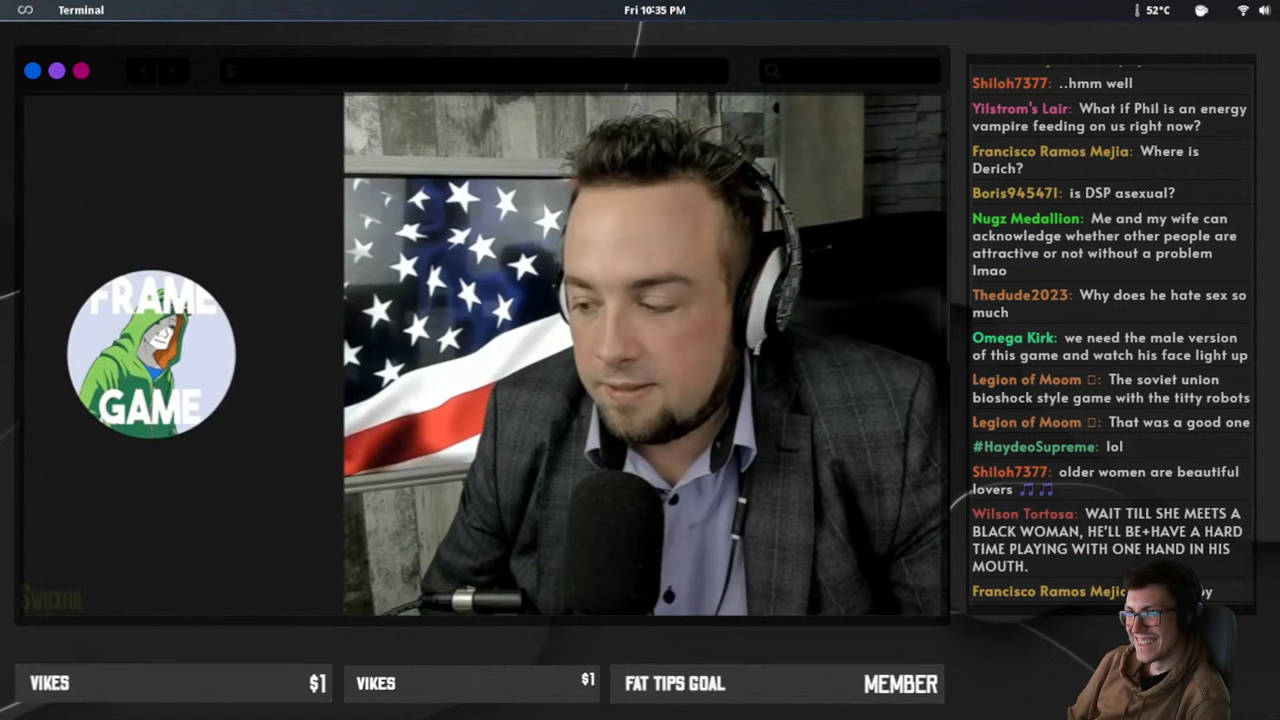 Terminal
Fri 10:35 PM
52°C
FRAME
GAME
SWICKFUL
Shiloh7377: ..hmm well
Yilstrom's Lair: What if Phil is an energy
vampire feeding on us right now?
Francisco Ramos Mejia: Where is
Derich?
Boris945471: is DSP asexual?
Nugz Medallion: Me and my wife can
acknowledge whether other people are
attractive or not without a problem
lmao
Thedude2023: Why does he hate sex so
much
Omega Kirk: we need the male version
of this game and watch his face light up
Legion of Moom: The soviet union
bioshock style game with the titty robots
Legion of Moom: That was a good one
#HaydeoSupreme: lol
Shiloh7377: older women are beautiful
lovers 🎵🎵
Wilson Tortosa: WAIT TILL SHE MEETS A
BLACK WOMAN, HE'LL BE+HAVE A HARD
TIME PLAYING WITH ONE HAND IN HIS
MOUTH.
Francisco Ramos
VIKES $1
VIKES $1
FAT TIPS GOAL MEMBER